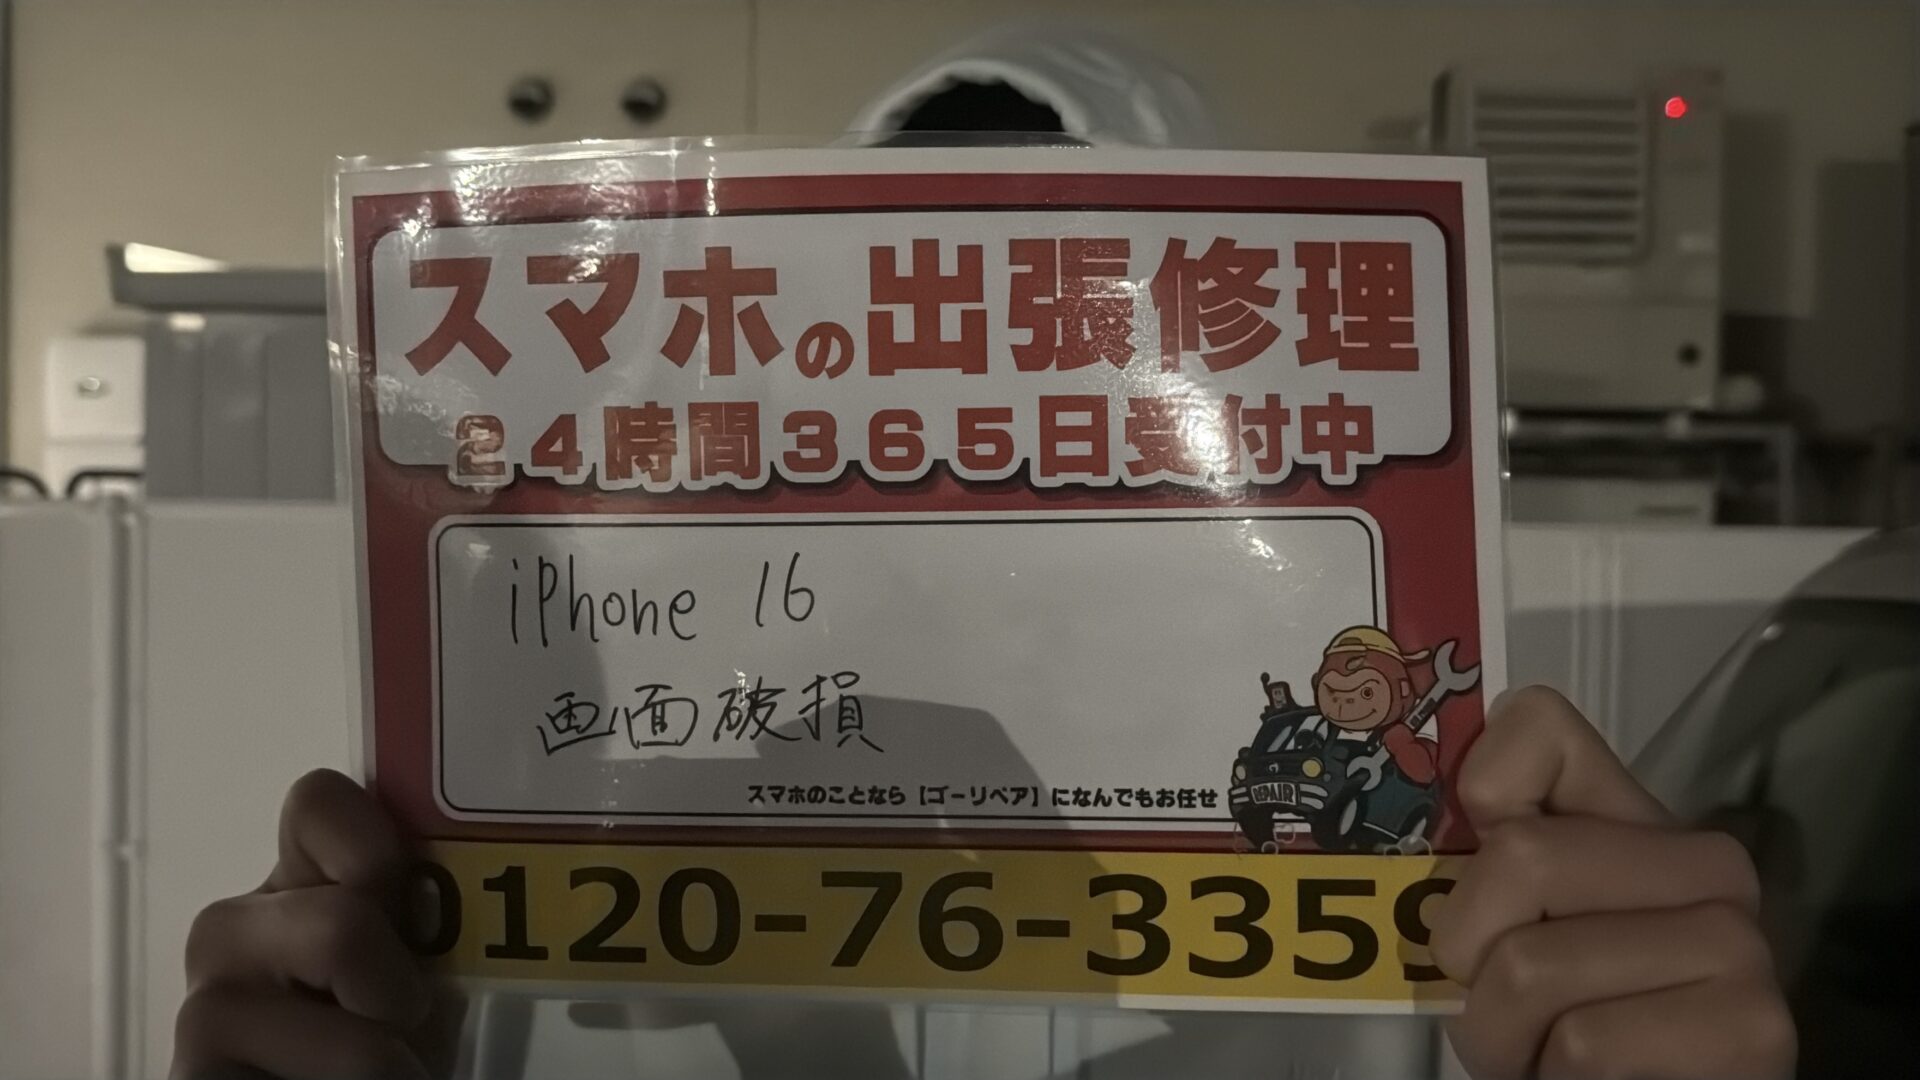 スマホの出張修理
24時間365日受付中
iPhone 16
画面破損
スマホのことなら【ゴーリペア】になんでもお任せ
REPAIR
0120-76-3359